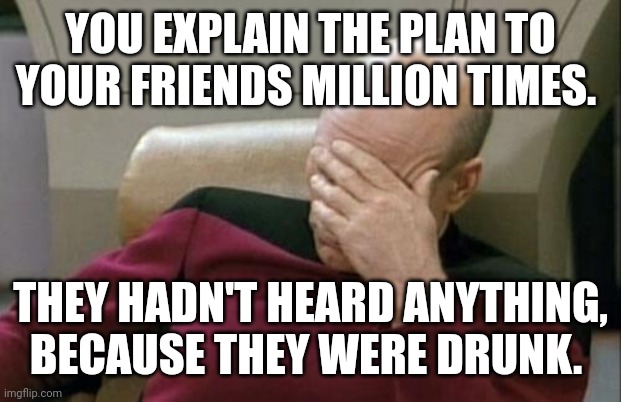 YOU EXPLAIN THE PLAN TO
YOUR FRIENDS MILLION TIMES.
THEY HADN'T HEARD ANYTHING,
BECAUSE THEY WERE DRUNK.
imgflip.com